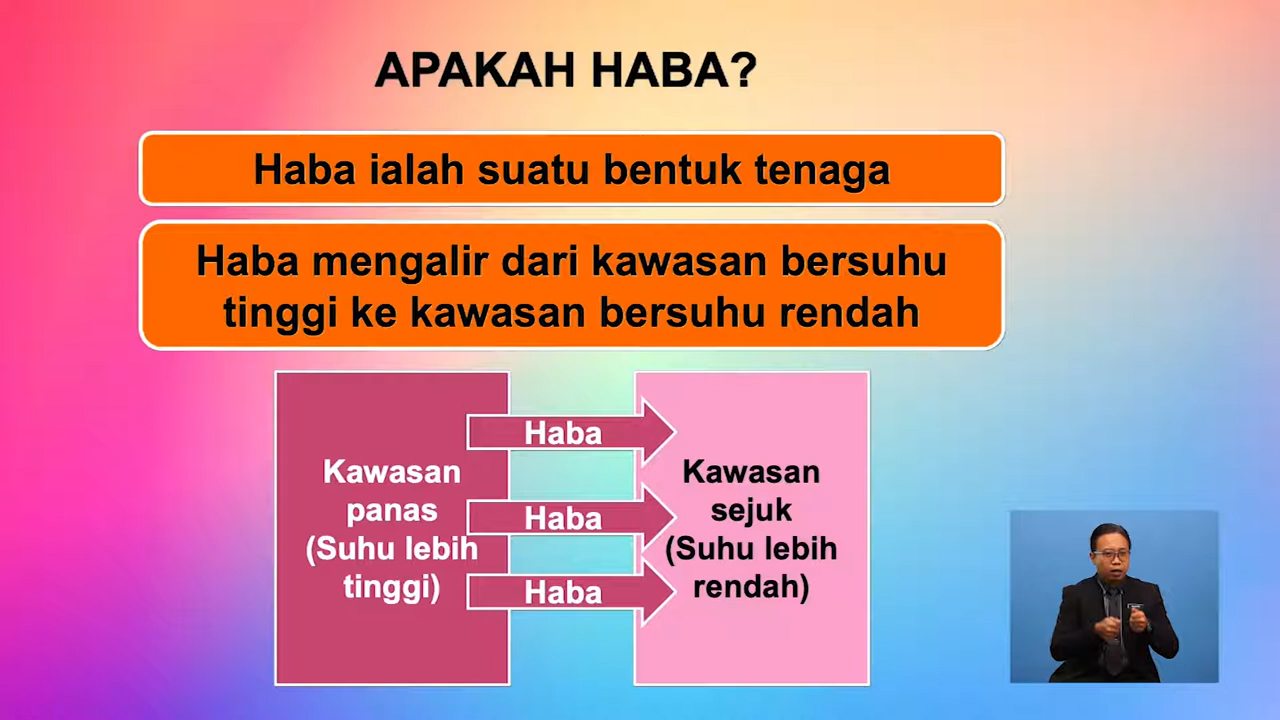 APAKAH HABA?
Haba ialah suatu bentuk tenaga
Haba mengalir dari kawasan bersuhu
tinggi ke kawasan bersuhu rendah
Kawasan
panas
(Suhu lebih
tinggi)
Haba
Haba
Haba
Kawasan
sejuk
(Suhu lebih
rendah)